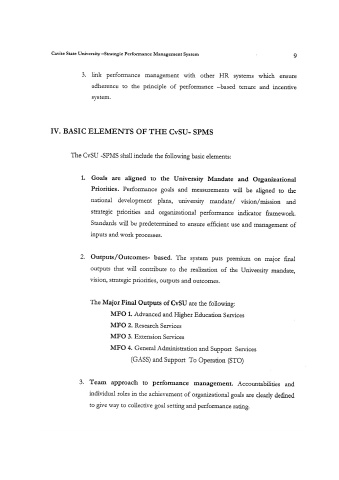 Cavite State University –Strategic Performance Management System 9
3. link performance management with other HR systems which ensure
adherence to the principle of performance –based tenure and incentive
system.
IV. BASIC ELEMENTS OF THE CvSU- SPMS
The CvSU -SPMS shall include the following basic elements:
1. Goals are aligned to the University Mandate and Organizational
Priorities. Performance goals and measurements will be aligned to the
national development plans, university mandate/ vision/mission and
strategic priorities and organizational performance indicator framework.
Standards will be predetermined to ensure efficient use and management of
inputs and work processes.
2. Outputs/Outcomes- based. The system puts premium on major final
outputs that will contribute to the realization of the University mandate,
vision, strategic priorities, outputs and outcomes.
The Major Final Outputs of CvSU are the following:
MFO 1. Advanced and Higher Education Services
MFO 2. Research Services
MFO 3. Extension Services
MFO 4. General Administration and Support Services
(GASS) and Support To Operation (STO)
3. Team approach to performance management. Accountabilities and
individual roles in the achievement of organizational goals are clearly defined
to give way to collective goal setting and performance rating.